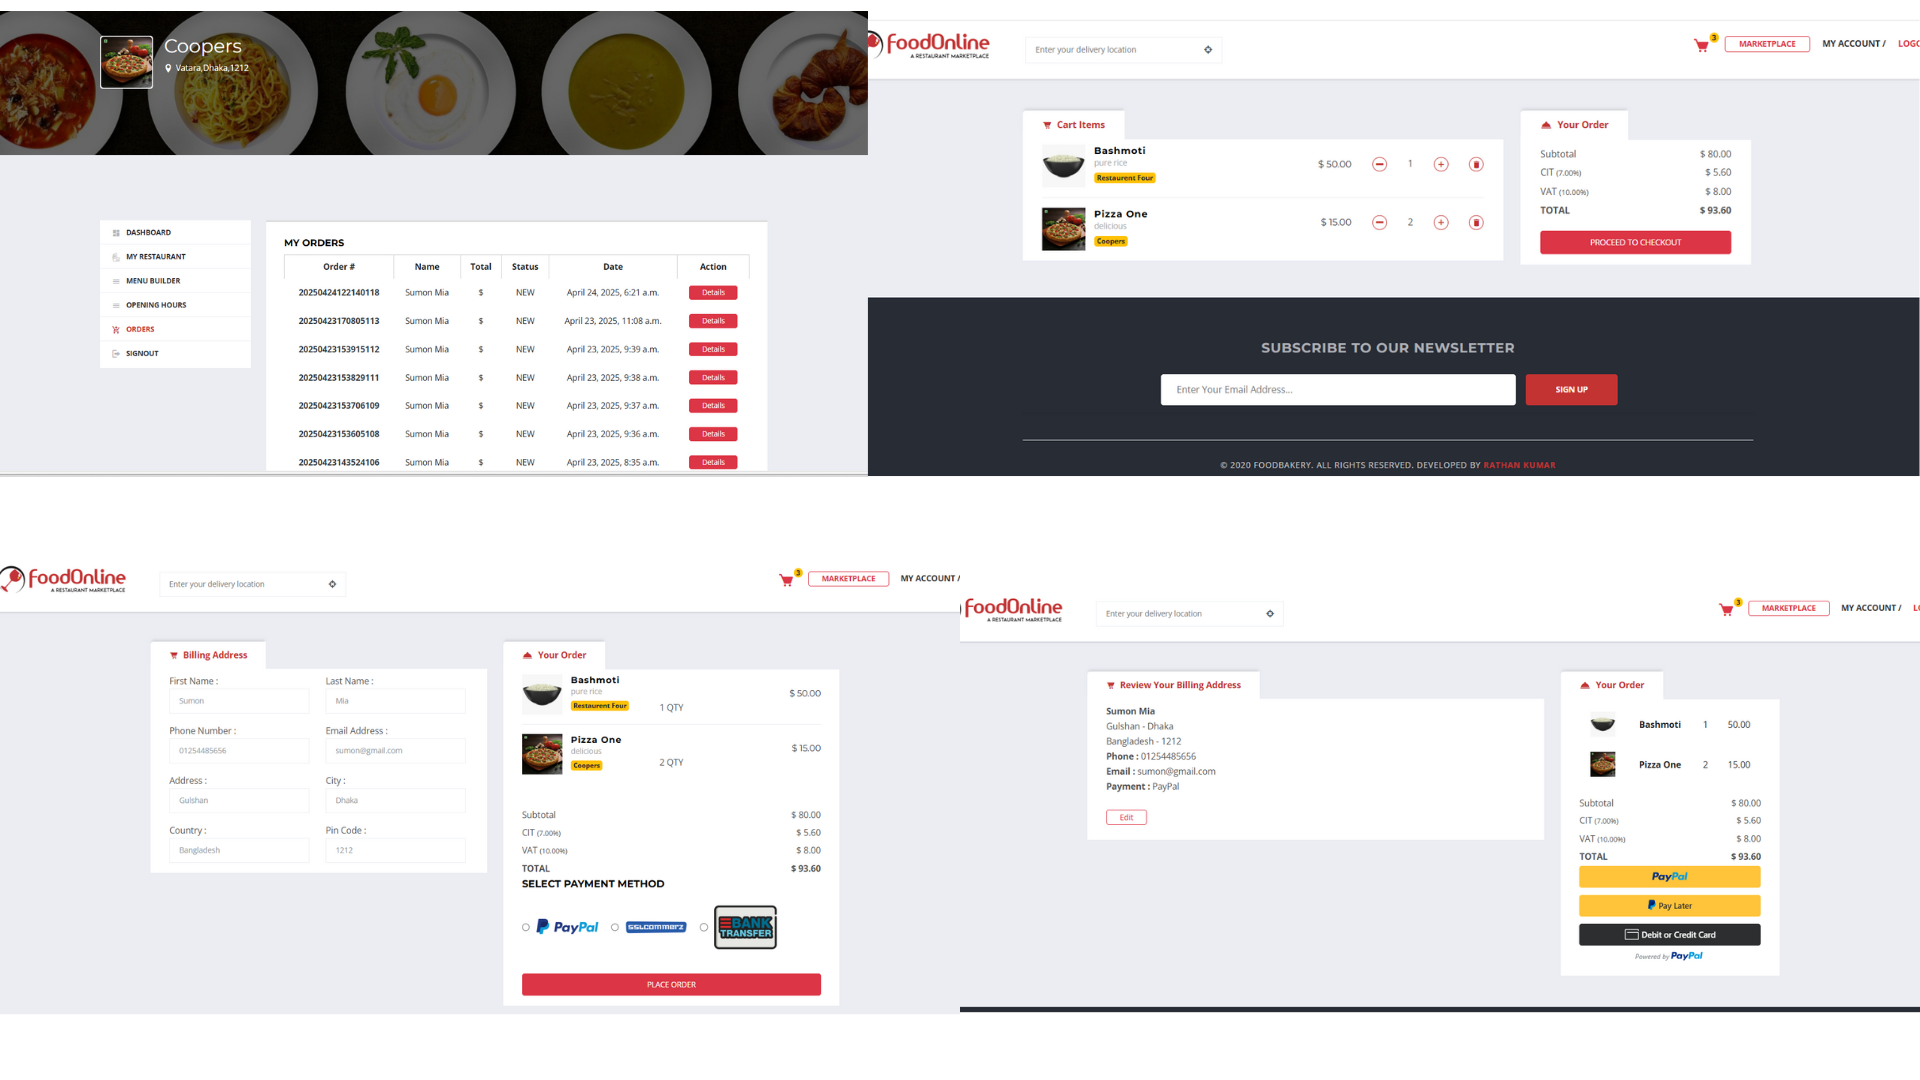 Coopers
Vatara,Dhaka,1212
DASHBOARD
MY RESTAURANT
MENU BUILDER
OPENING HOURS
ORDERS
SIGNOUT
MY ORDERS
Order # Name Total Status Date Action
20250424122140118 Sumon Mia $ NEW April 24, 2025, 6:21 a.m. Details
20250423170805113 Sumon Mia $ NEW April 23, 2025, 11:08 a.m. Details
20250423153915112 Sumon Mia $ NEW April 23, 2025, 9:39 a.m. Details
20250423153829111 Sumon Mia $ NEW April 23, 2025, 9:38 a.m. Details
20250423153706109 Sumon Mia $ NEW April 23, 2025, 9:37 a.m. Details
20250423153605108 Sumon Mia $ NEW April 23, 2025, 9:36 a.m. Details
20250423143524106 Sumon Mia $ NEW April 23, 2025, 8:35 a.m. Details
FoodOnline
A RESTAURANT MARKETPLACE
Enter your delivery location
3 MARKETPLACE MY ACCOUNT / LOGO
Cart Items
Bashmoti
pure rice
Restaurent Four
$ 50.00 1
Pizza One
delicious
Coopers
$ 15.00 2
Your Order
Subtotal $ 80.00
CIT (7.00%) $ 5.60
VAT (10.00%) $ 8.00
TOTAL $ 93.60
PROCEED TO CHECKOUT
SUBSCRIBE TO OUR NEWSLETTER
Enter Your Email Address... SIGN UP
© 2020 FOODBAKERY. ALL RIGHTS RESERVED. DEVELOPED BY RATHAN KUMAR
FoodOnline
A RESTAURANT MARKETPLACE
Enter your delivery location
3 MARKETPLACE MY ACCOUNT /
Billing Address
First Name : Last Name :
Sumon Mia
Phone Number : Email Address :
01254485656 sumon@gmail.com
Address : City :
Gulshan Dhaka
Country : Pin Code :
Bangladesh 1212
Your Order
Bashmoti
pure rice
Restaurent Four
1 QTY
$ 50.00
Pizza One
delicious
Coopers
2 QTY
$ 15.00
Subtotal $ 80.00
CIT (7.00%) $ 5.60
VAT (10.00%) $ 8.00
TOTAL $ 93.60
SELECT PAYMENT METHOD
PayPal SSLCOMMERZ BANK TRANSFER
PLACE ORDER
FoodOnline
A RESTAURANT MARKETPLACE
Enter your delivery location
3 MARKETPLACE MY ACCOUNT / LO
Review Your Billing Address
Sumon Mia
Gulshan - Dhaka
Bangladesh - 1212
Phone : 01254485656
Email : sumon@gmail.com
Payment : PayPal
Edit
Your Order
Bashmoti 1 50.00
Pizza One 2 15.00
Subtotal $ 80.00
CIT (7.00%) $ 5.60
VAT (10.00%) $ 8.00
TOTAL $ 93.60
PayPal
Pay Later
Debit or Credit Card
Powered by PayPal